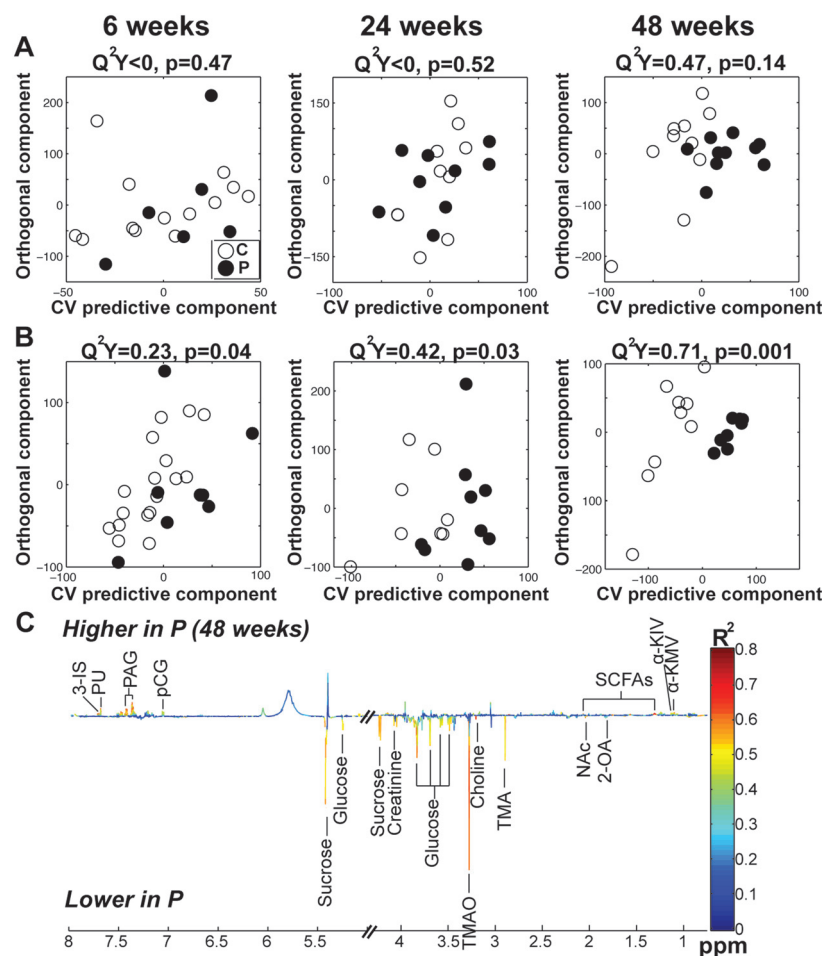 6 weeks 24 weeks 48 weeks
A
Q²Y<0, p=0.47 Q²Y<0, p=0.52 Q²Y=0.47, p=0.14
Orthogonal component
200
100
0
−100
−50 0 50
CV predictive component
C
P
Orthogonal component
150
0
−150
−100 0 100
CV predictive component
Orthogonal component
100
0
−100
−200
−100 0 100
CV predictive component
B
Q²Y=0.23, p=0.04 Q²Y=0.42, p=0.03 Q²Y=0.71, p=0.001
Orthogonal component
100
0
−100
−100 0 100
CV predictive component
Orthogonal component
200
100
0
−100
−100 0 100
CV predictive component
Orthogonal component
100
0
100
−200
−100 0 100
CV predictive component
C
Higher in P (48 weeks)
3-IS
PU
PAG
pCG
SCFAs
α-KIV
α-KMV
Sucrose
Glucose
Sucrose
Creatinine
Glucose
TMAO
Choline
TMA
NAc
2-OA
Lower in P
8 7.5 7 6.5 6 5.5 4 3.5 3 2.5 2 1.5 1 ppm
R²
0.8
0.7
0.6
0.5
0.4
0.3
0.2
0.1
0